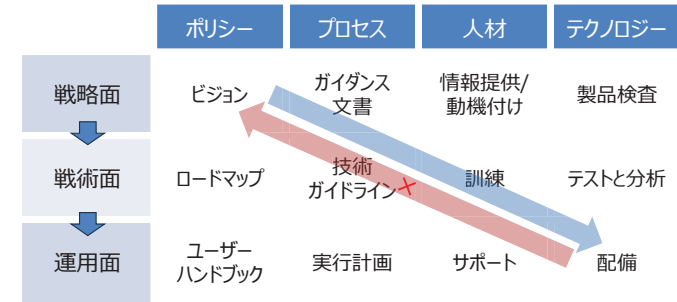 ポリシー プロセス 人材 テクノロジー
戦略面 ビジョン ガイダンス 情報提供/ 製品検査
文書 動機付け
戦術面 ロードマップ 技術 訓練 テストと分析
ガイドライン
運用面 ユーザー 実行計画 サポート 配備
ハンドブック